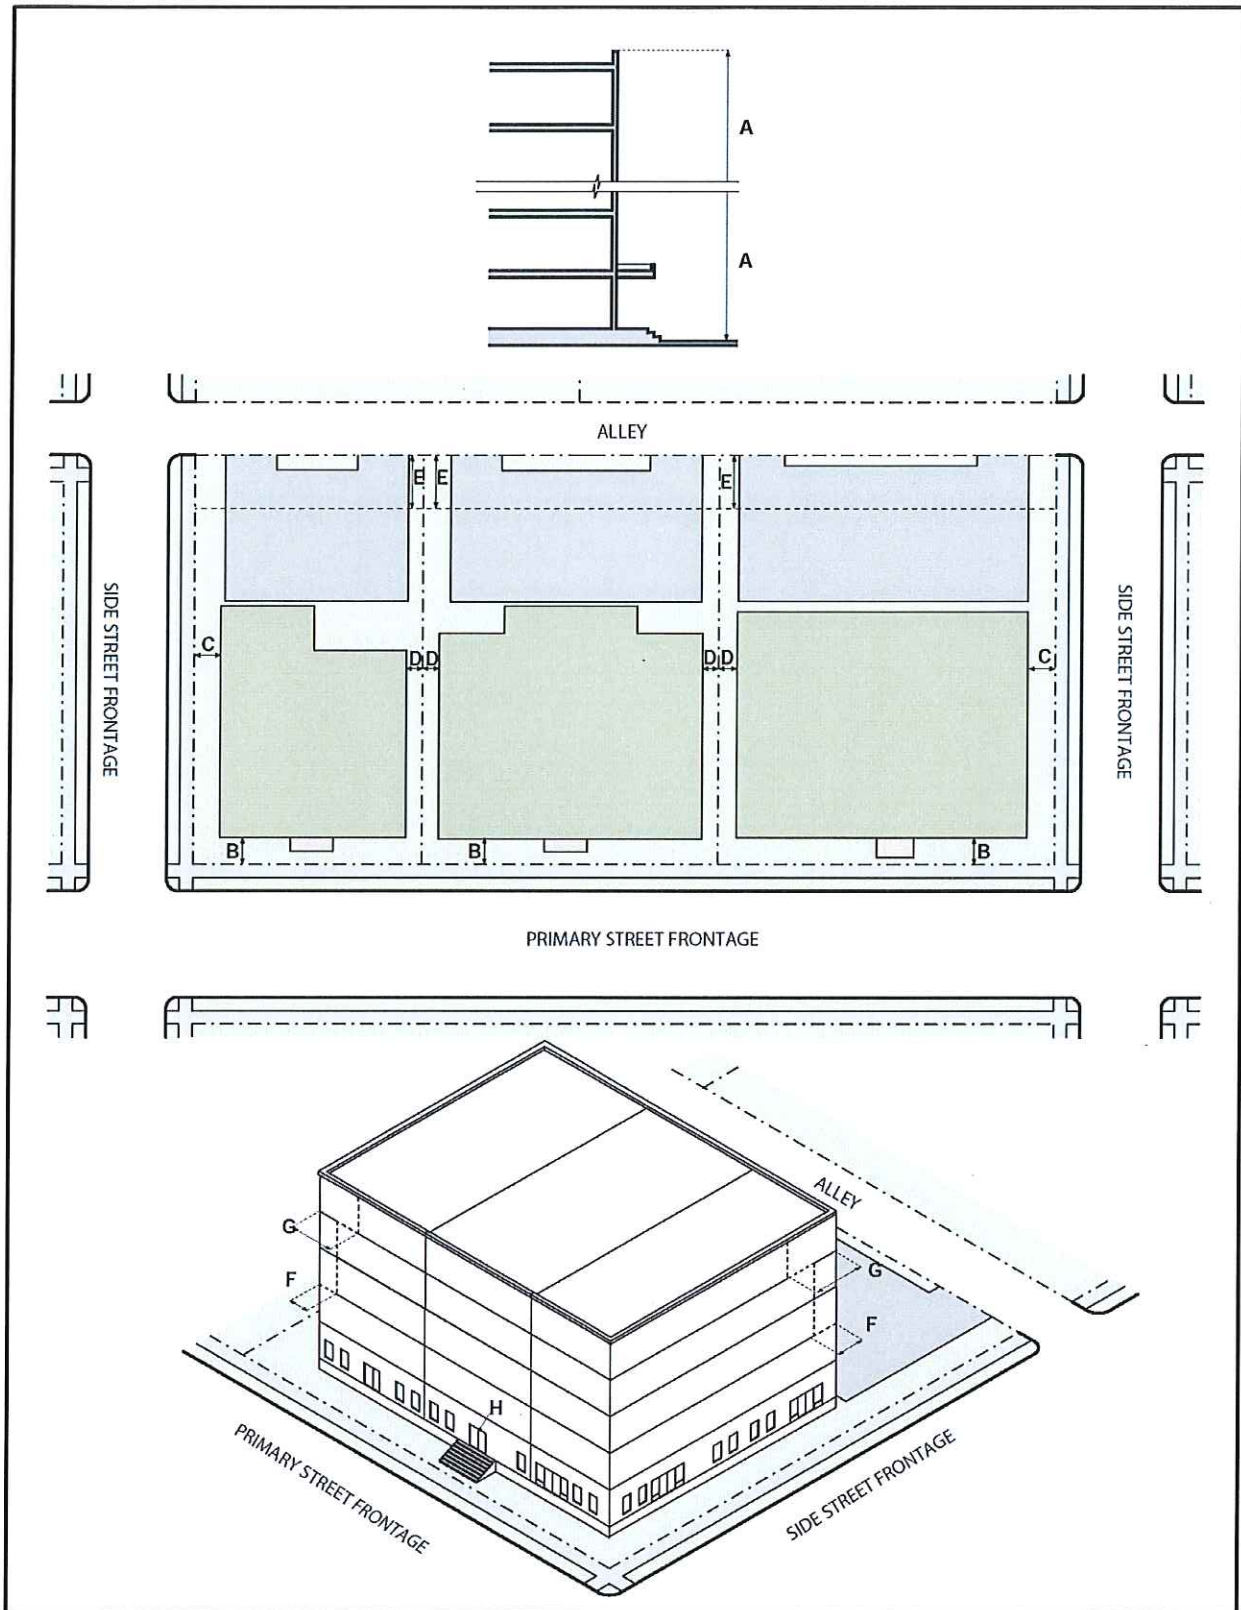 A
A
ALLEY
E E E
SIDE STREET FRONTAGE
SIDE STREET FRONTAGE
C D D D D C
B B B
PRIMARY STREET FRONTAGE
ALLEY
G
G
F
F
H
PRIMARY STREET FRONTAGE
SIDE STREET FRONTAGE